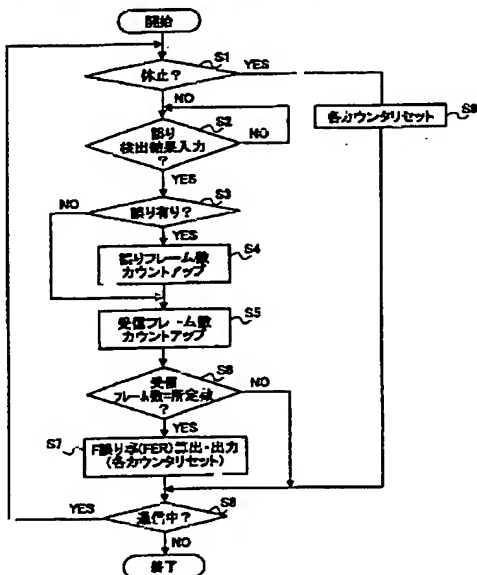 開始
S1
休止?
YES
NO
S9
各カウンタリセット
S2
誤り
検出結果入力
?
NO
YES
S3
誤り有り?
NO
YES
S4
誤りフレーム数
カウントアップ
S5
受信フレーム数
カウントアップ
S6
受信
フレーム数=所定値
?
NO
YES
S7
F誤り率(FER)算出・出力
(各カウンタリセット)
S8
通信中?
YES
NO
終了